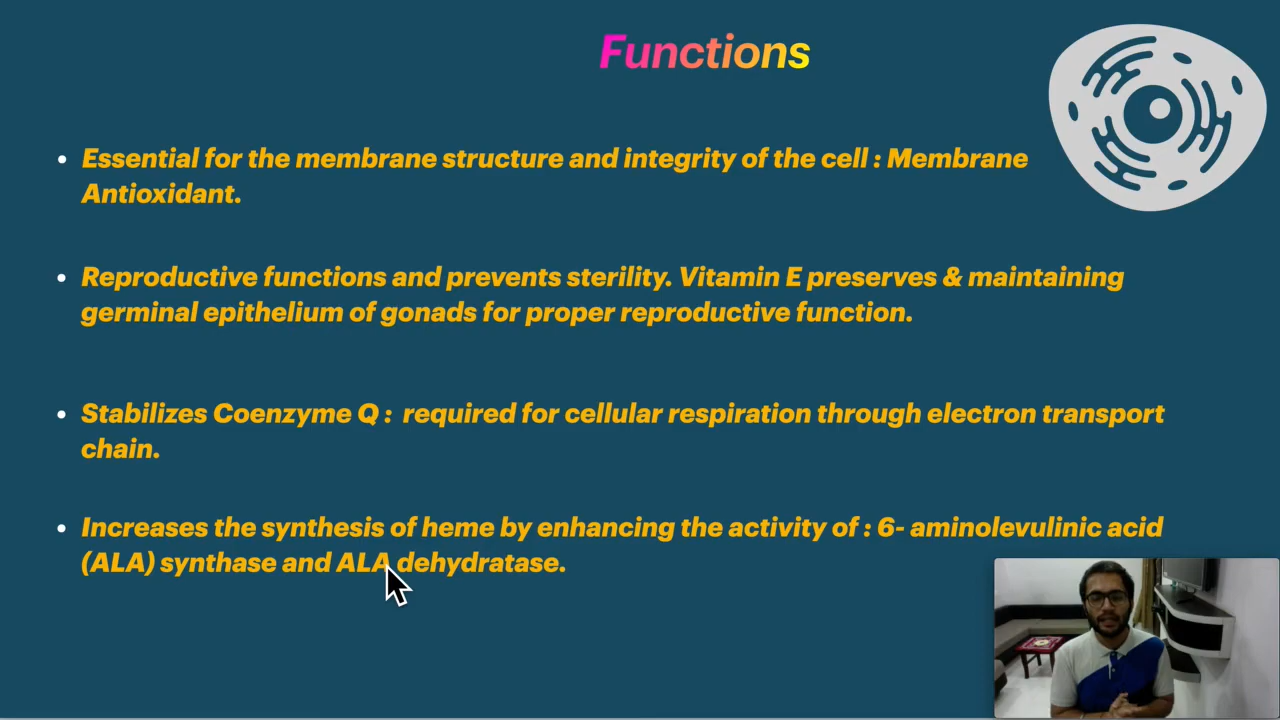 Functions
• Essential for the membrane structure and integrity of the cell : Membrane
Antioxidant.
• Reproductive functions and prevents sterility. Vitamin E preserves & maintaining
germinal epithelium of gonads for proper reproductive function.
• Stabilizes Coenzyme Q :  required for cellular respiration through electron transport
chain.
• Increases the synthesis of heme by enhancing the activity of : 6- aminolevulinic acid
(ALA) synthase and ALA dehydratase.